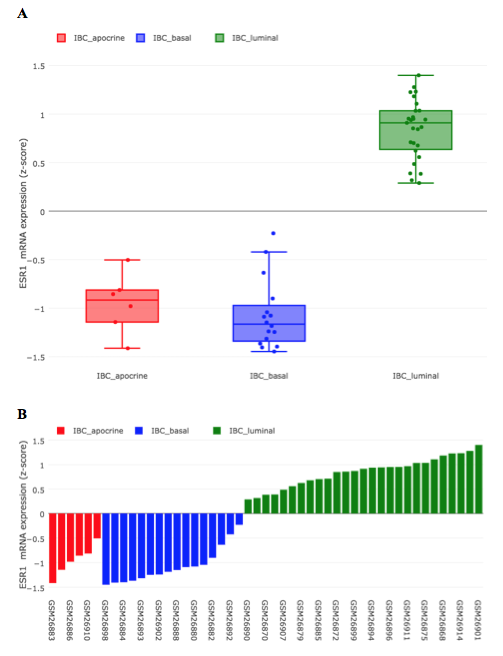 A
IBC_apocrine IBC_basal IBC_luminal
1.5
1
0.5
0
−0.5
−1
−1.5
ESR1 mRNA expression (z-score)
IBC_apocrine IBC_basal IBC_luminal
B
IBC_apocrine IBC_basal IBC_luminal
1.5
1
0.5
0
−0.5
−1
−1.5
ESR1 mRNA expression (z-score)
GSM26883
GSM26886
GSM26910
GSM26898
GSM26884
GSM26893
GSM26902
GSM26888
GSM26880
GSM26882
GSM26892
GSM26890
GSM26870
GSM26907
GSM26879
GSM26885
GSM26872
GSM26899
GSM26894
GSM26896
GSM26911
GSM26875
GSM26868
GSM26914
GSM26901